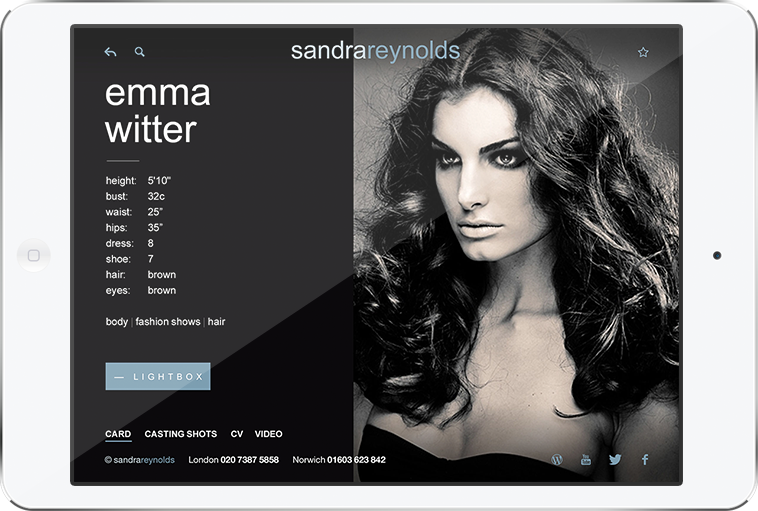 sandrareynolds
emma
witter
height: 5'10"
bust: 32c
waist: 25”
hips: 35”
dress: 8
shoe: 7
hair: brown
eyes: brown
body | fashion shows | hair
— LIGHTBOX
CARD CASTING SHOTS CV VIDEO
© sandrareynolds London 020 7387 5858 Norwich 01603 623 842
You Tube